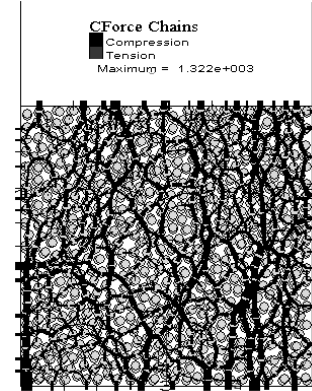 CForce Chains
Compression
Tension
Maximum = 1.322e+003